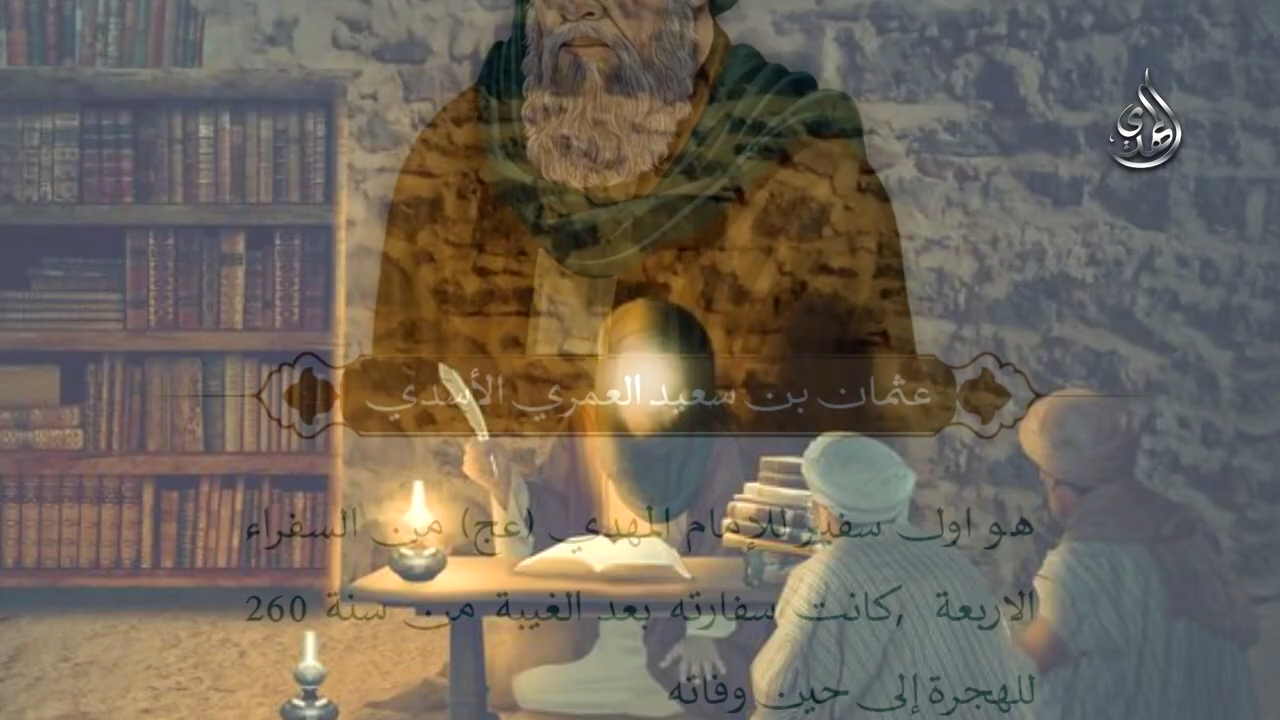 الهدى
عثمان بن سعيد العمري الأسدي
هو اول سفير للإمام المهدي (عج) من السفراء
الاربعة ,كانت سفارته بعد الغيبة من سنة 260
للهجرة إلى حين وفاته